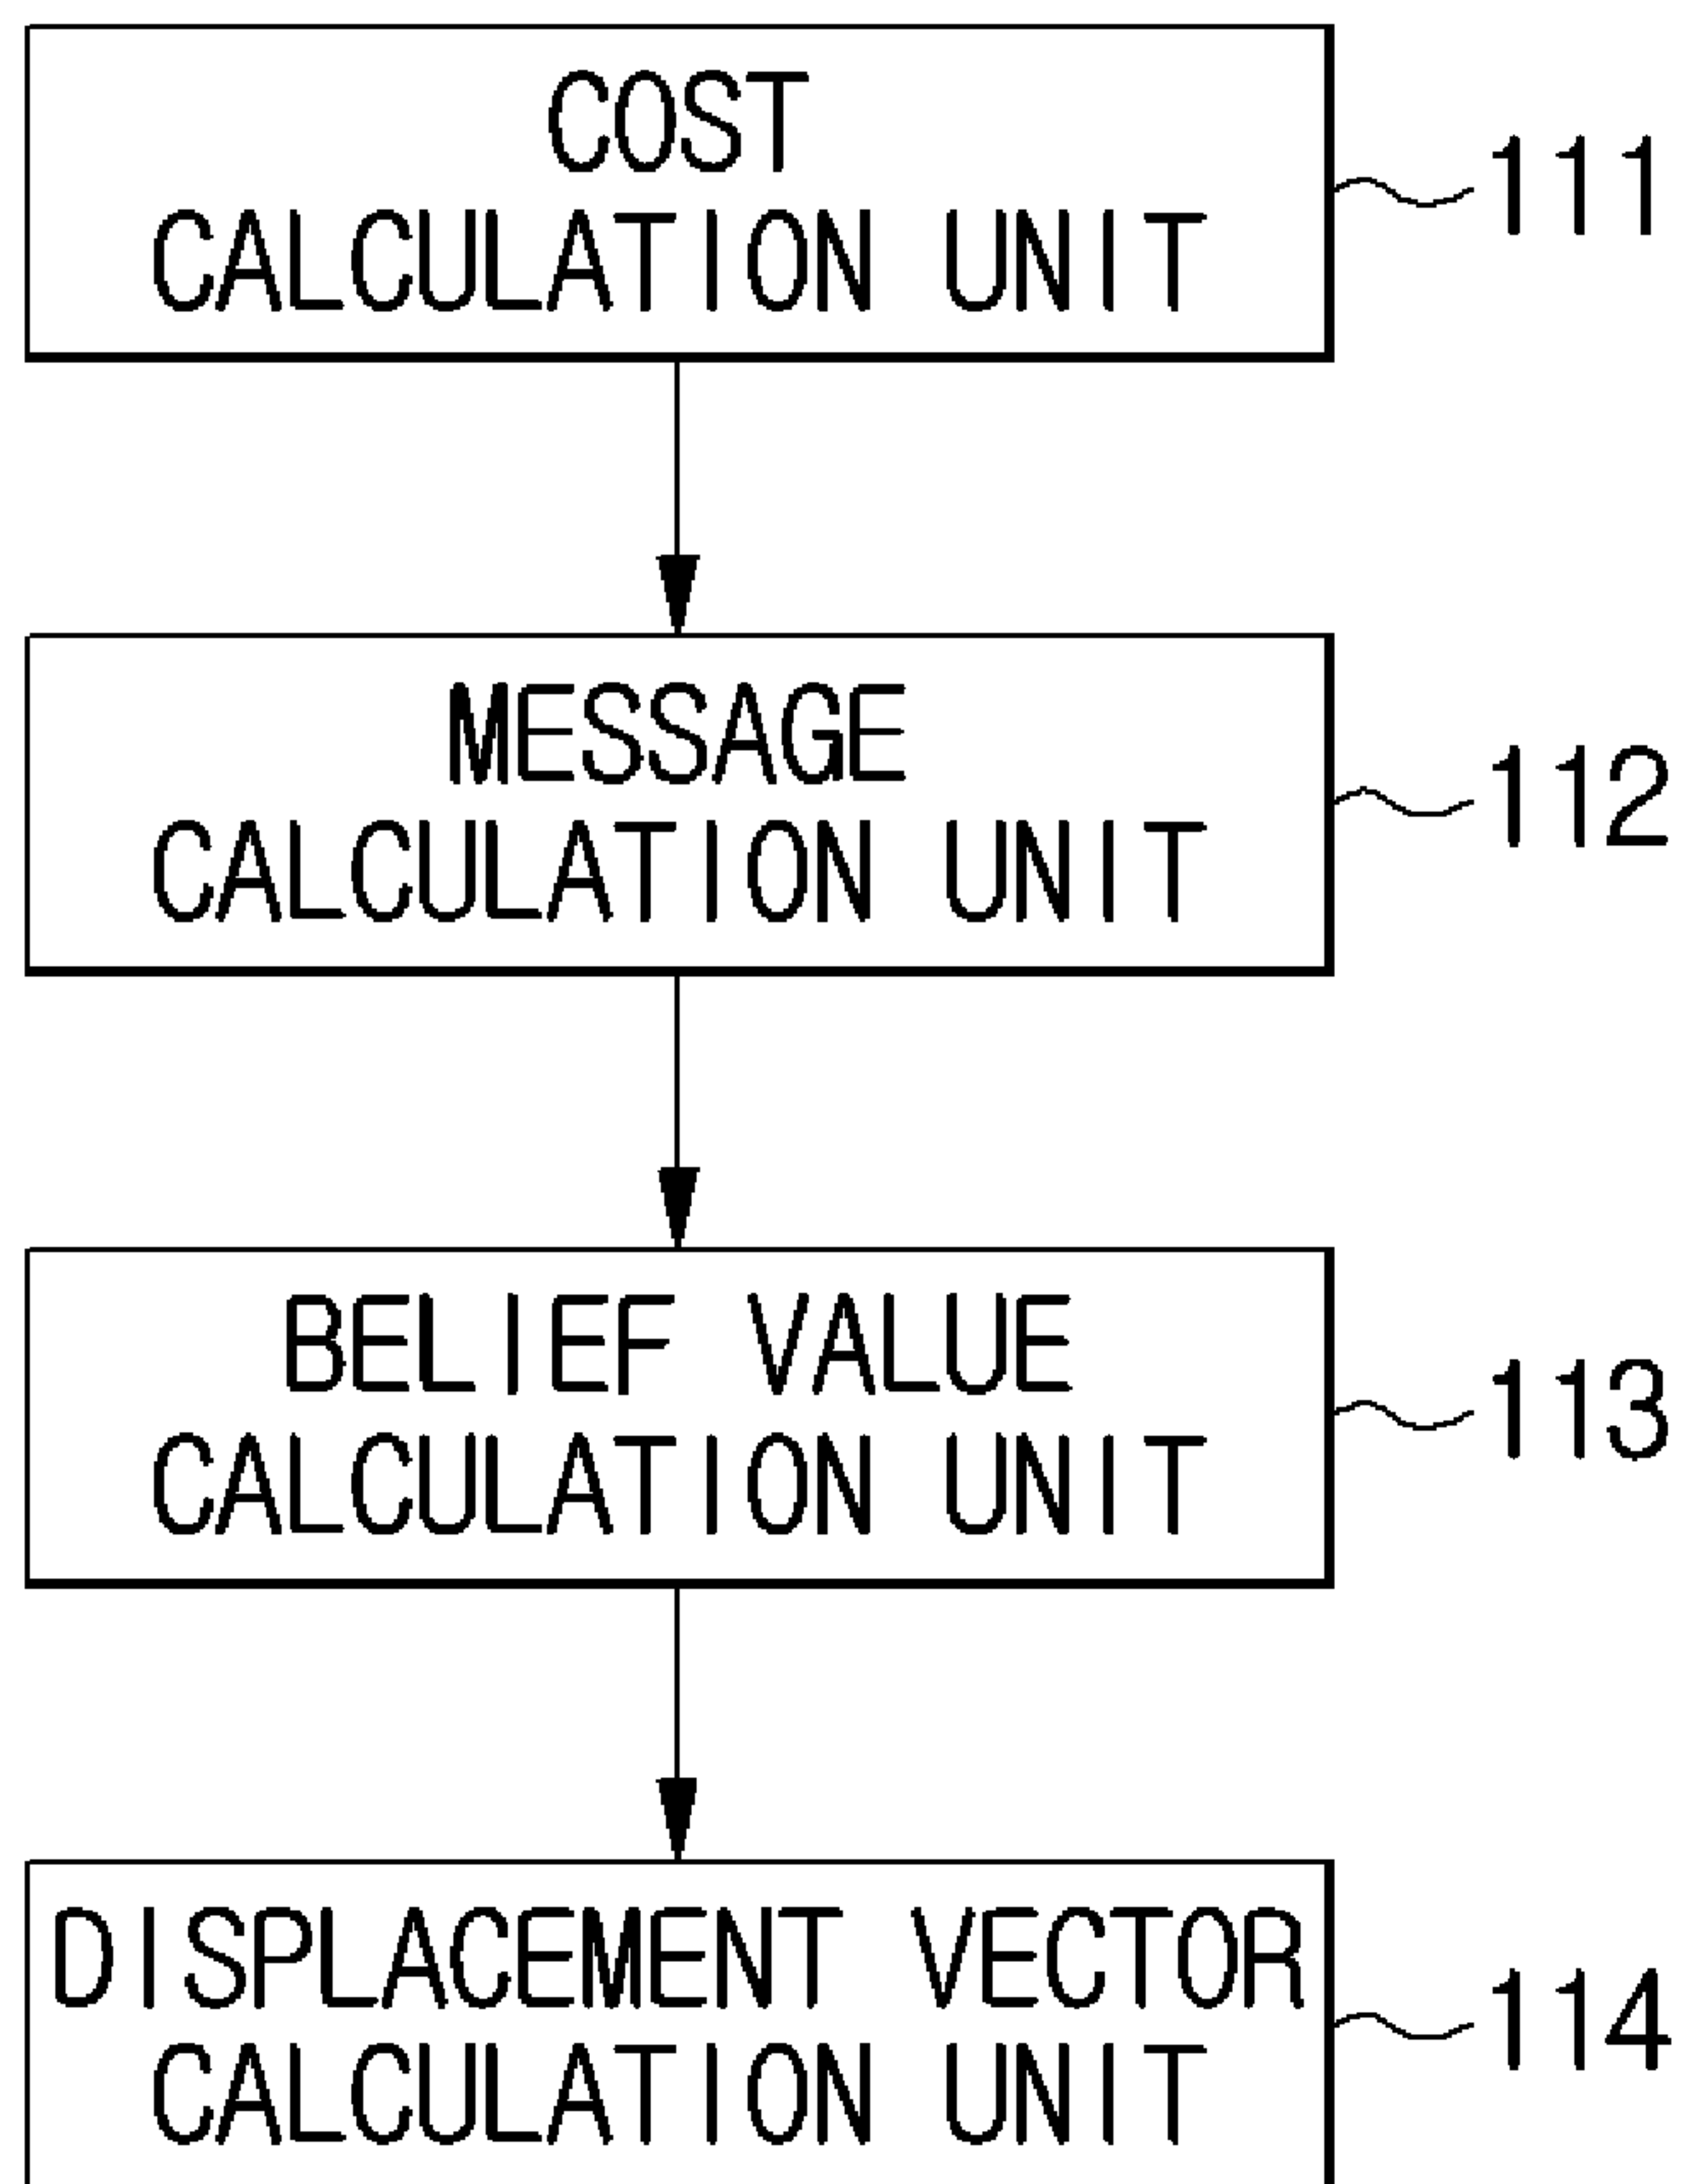 COST
CALCULATION UNIT
111
MESSAGE
CALCULATION UNIT
112
BELIEF VALUE
CALCULATION UNIT
113
DISPLACEMENT VECTOR
CALCULATION UNIT
114